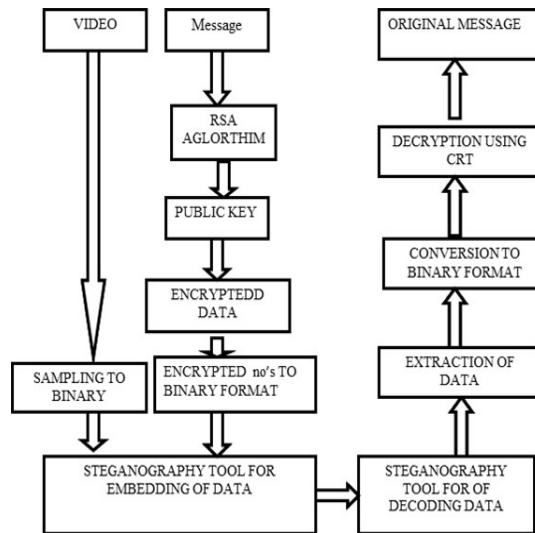 VIDEO
Message
RSA
AGLORTHIM
PUBLIC KEY
ENCRYPTEDD
DATA
SAMPLING TO
BINARY
ENCRYPTED no's TO
BINARY FORMAT
STEGANOGRAPHY TOOL FOR
EMBEDDING OF DATA
STEGANOGRAPHY
TOOL FOR OF
DECODING DATA
EXTRACTION OF
DATA
CONVERSION TO
BINARY FORMAT
DECRYPTION USING
CRT
ORIGINAL MESSAGE